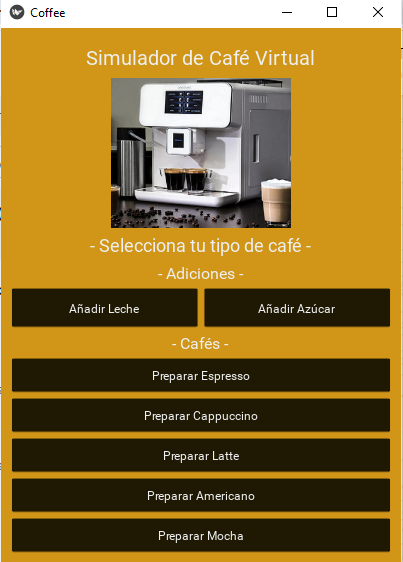 Coffee
Simulador de Café Virtual
- Selecciona tu tipo de café -
- Adiciones -
Añadir Leche Añadir Azúcar
- Cafés -
Preparar Espresso
Preparar Cappuccino
Preparar Latte
Preparar Americano
Preparar Mocha